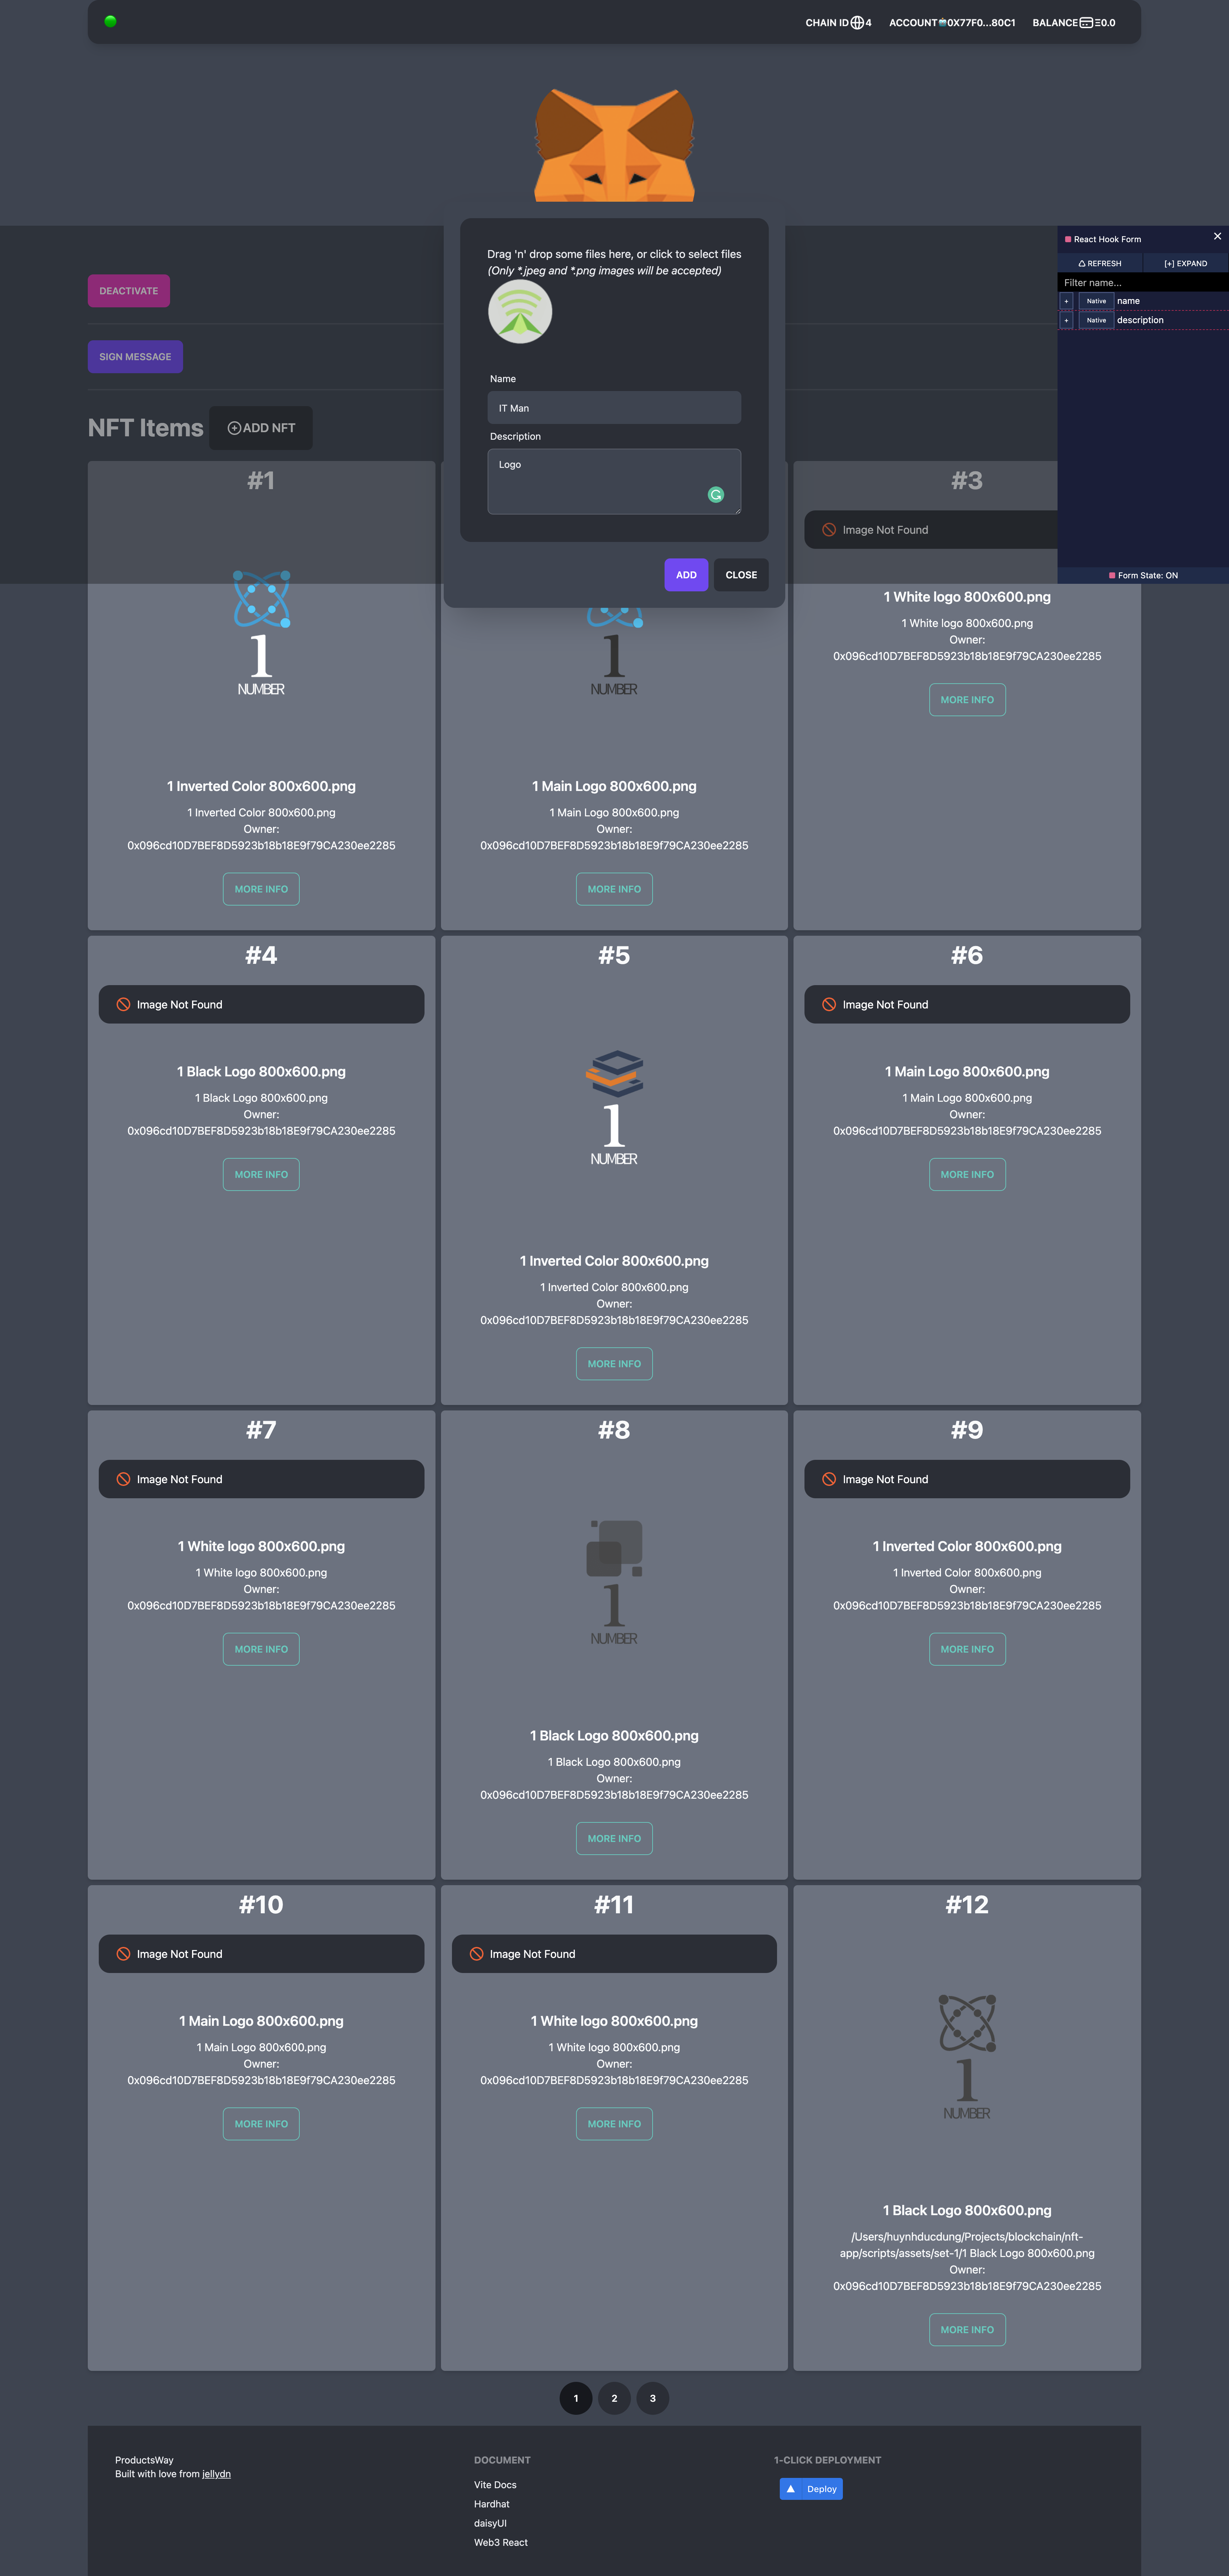 CHAIN ID 4 ACCOUNT 0X77F0...80C1 BALANCE Ξ0.0
Drag 'n' drop some files here, or click to select files
(Only *.jpeg and *.png images will be accepted)
Name
IT Man
Description
Logo
ADD CLOSE
React Hook Form ✕
REFRESH [+] EXPAND
Filter name...
+ Native name
+ Native description
Form State: ON
DEACTIVATE
SIGN MESSAGE
NFT Items ADD NFT
#1
1
NUMBER
1 Inverted Color 800x600.png
1 Inverted Color 800x600.png
Owner:
0x096cd10D7BEF8D5923b18b18E9f79CA230ee2285
MORE INFO
1
NUMBER
1 Main Logo 800x600.png
1 Main Logo 800x600.png
Owner:
0x096cd10D7BEF8D5923b18b18E9f79CA230ee2285
MORE INFO
#3
Image Not Found
1 White logo 800x600.png
1 White logo 800x600.png
Owner:
0x096cd10D7BEF8D5923b18b18E9f79CA230ee2285
MORE INFO
#4
Image Not Found
1 Black Logo 800x600.png
1 Black Logo 800x600.png
Owner:
0x096cd10D7BEF8D5923b18b18E9f79CA230ee2285
MORE INFO
#5
1
NUMBER
1 Inverted Color 800x600.png
1 Inverted Color 800x600.png
Owner:
0x096cd10D7BEF8D5923b18b18E9f79CA230ee2285
MORE INFO
#6
Image Not Found
1 Main Logo 800x600.png
1 Main Logo 800x600.png
Owner:
0x096cd10D7BEF8D5923b18b18E9f79CA230ee2285
MORE INFO
#7
Image Not Found
1 White logo 800x600.png
1 White logo 800x600.png
Owner:
0x096cd10D7BEF8D5923b18b18E9f79CA230ee2285
MORE INFO
#8
1
NUMBER
1 Black Logo 800x600.png
1 Black Logo 800x600.png
Owner:
0x096cd10D7BEF8D5923b18b18E9f79CA230ee2285
MORE INFO
#9
Image Not Found
1 Inverted Color 800x600.png
1 Inverted Color 800x600.png
Owner:
0x096cd10D7BEF8D5923b18b18E9f79CA230ee2285
MORE INFO
#10
Image Not Found
1 Main Logo 800x600.png
1 Main Logo 800x600.png
Owner:
0x096cd10D7BEF8D5923b18b18E9f79CA230ee2285
MORE INFO
#11
Image Not Found
1 White logo 800x600.png
1 White logo 800x600.png
Owner:
0x096cd10D7BEF8D5923b18b18E9f79CA230ee2285
MORE INFO
#12
1
NUMBER
1 Black Logo 800x600.png
/Users/huynhducdung/Projects/blockchain/nft-
app/scripts/assets/set-1/1 Black Logo 800x600.png
Owner:
0x096cd10D7BEF8D5923b18b18E9f79CA230ee2285
MORE INFO
1 2 3
ProductsWay
Built with love from jellydn
DOCUMENT
Vite Docs
Hardhat
daisyUI
Web3 React
1-CLICK DEPLOYMENT
Deploy